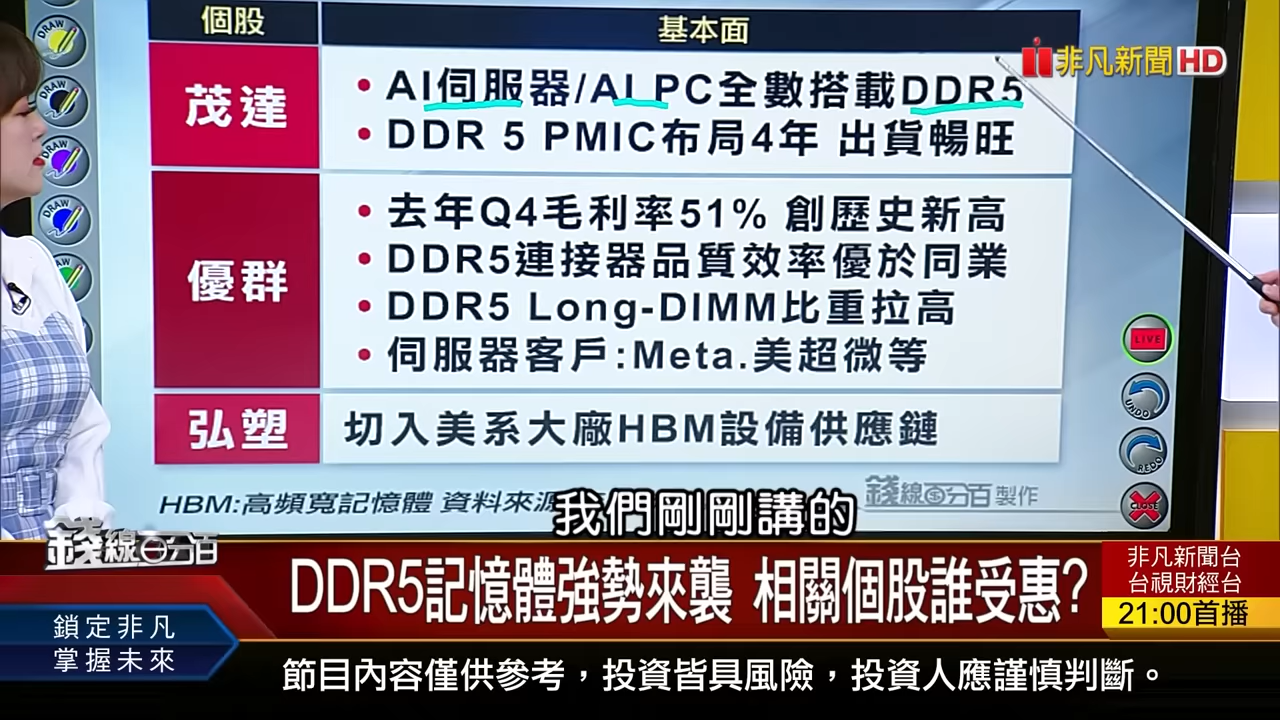 個股
基本面
非凡新聞HD
茂達
• AI伺服器/AI PC全數搭載DDR5
• DDR 5 PMIC布局4年 出貨暢旺
優群
• 去年Q4毛利率51% 創歷史新高
• DDR5連接器品質效率優於同業
• DDR5 Long-DIMM比重拉高
• 伺服器客戶:Meta.美超微等
弘塑
切入美系大廠HBM設備供應鏈
HBM:高頻寬記憶體 資料來源
錢線百分百製作
DRAW
DRAW
DRAW
DRAW
LIVE
UNDO
REDO
CLOSE
我們剛剛講的
錢線百分百
DDR5記憶體強勢來襲 相關個股誰受惠?
非凡新聞台
台視財經台
21:00首播
鎖定非凡
掌握未來
節目內容僅供參考，投資皆具風險，投資人應謹慎判斷。